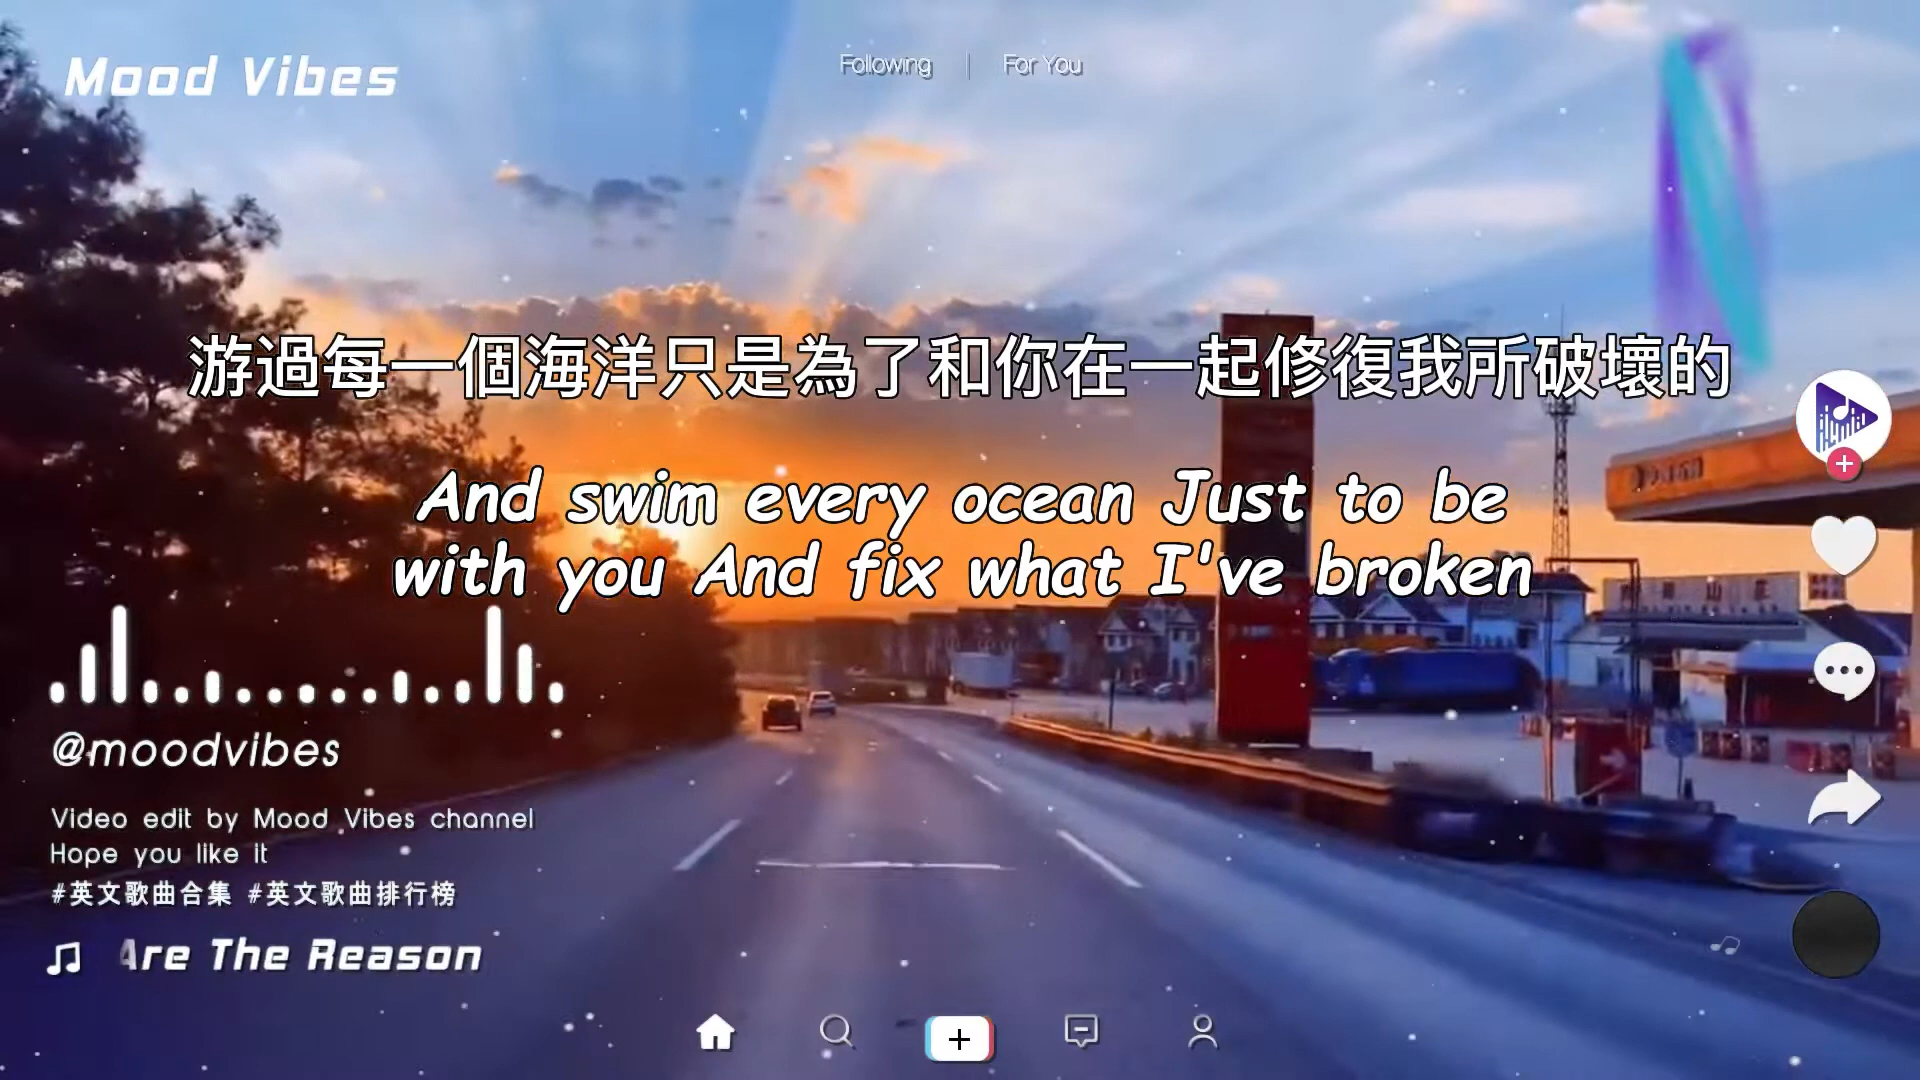 Mood Vibes
Following | For You
游過每一個海洋只是為了和你在一起修復我所破壞的
And swim every ocean Just to be
with you And fix what I've broken
@moodvibes
Video edit by Mood Vibes channel
Hope you like it
#英文歌曲合集 #英文歌曲排行榜
Are The Reason